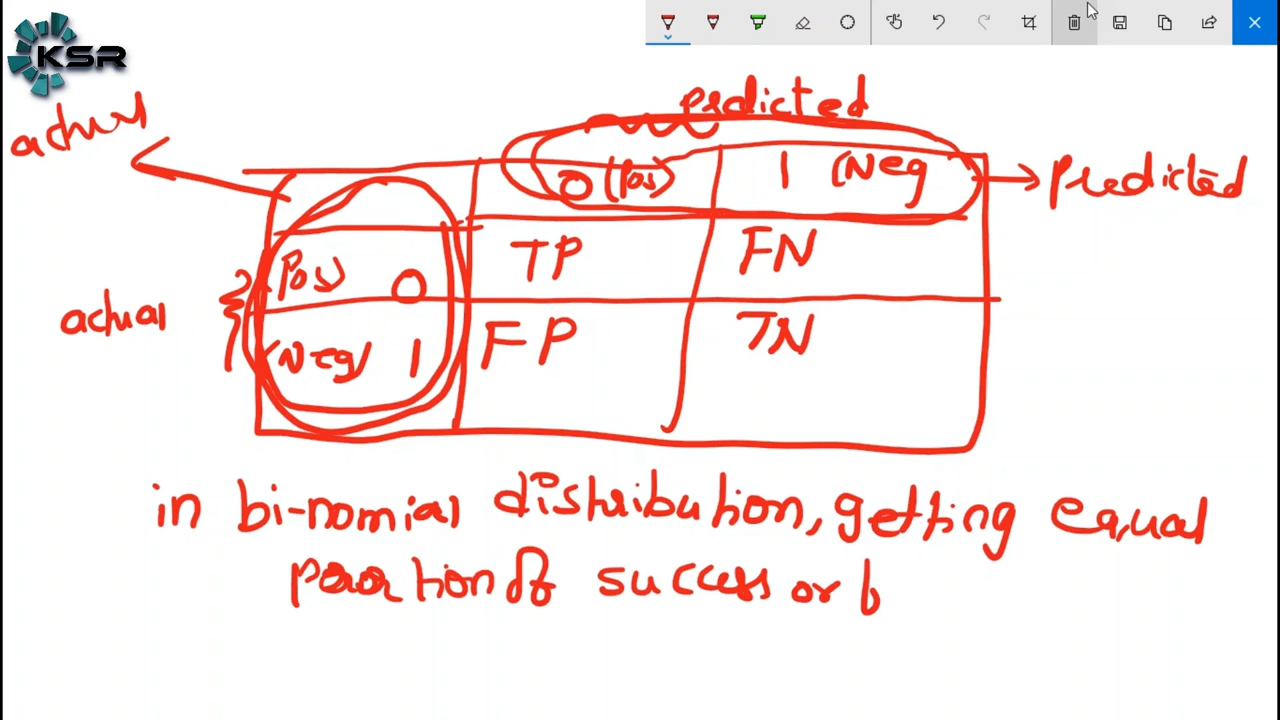 KSR
predicted
actual
0 (Pos) 1 (Neg
Predicted
TP FN
Pos) 0
actual
FP TN
(Neg) 1
in bi-nomial distribution, getting equal
portion of success or